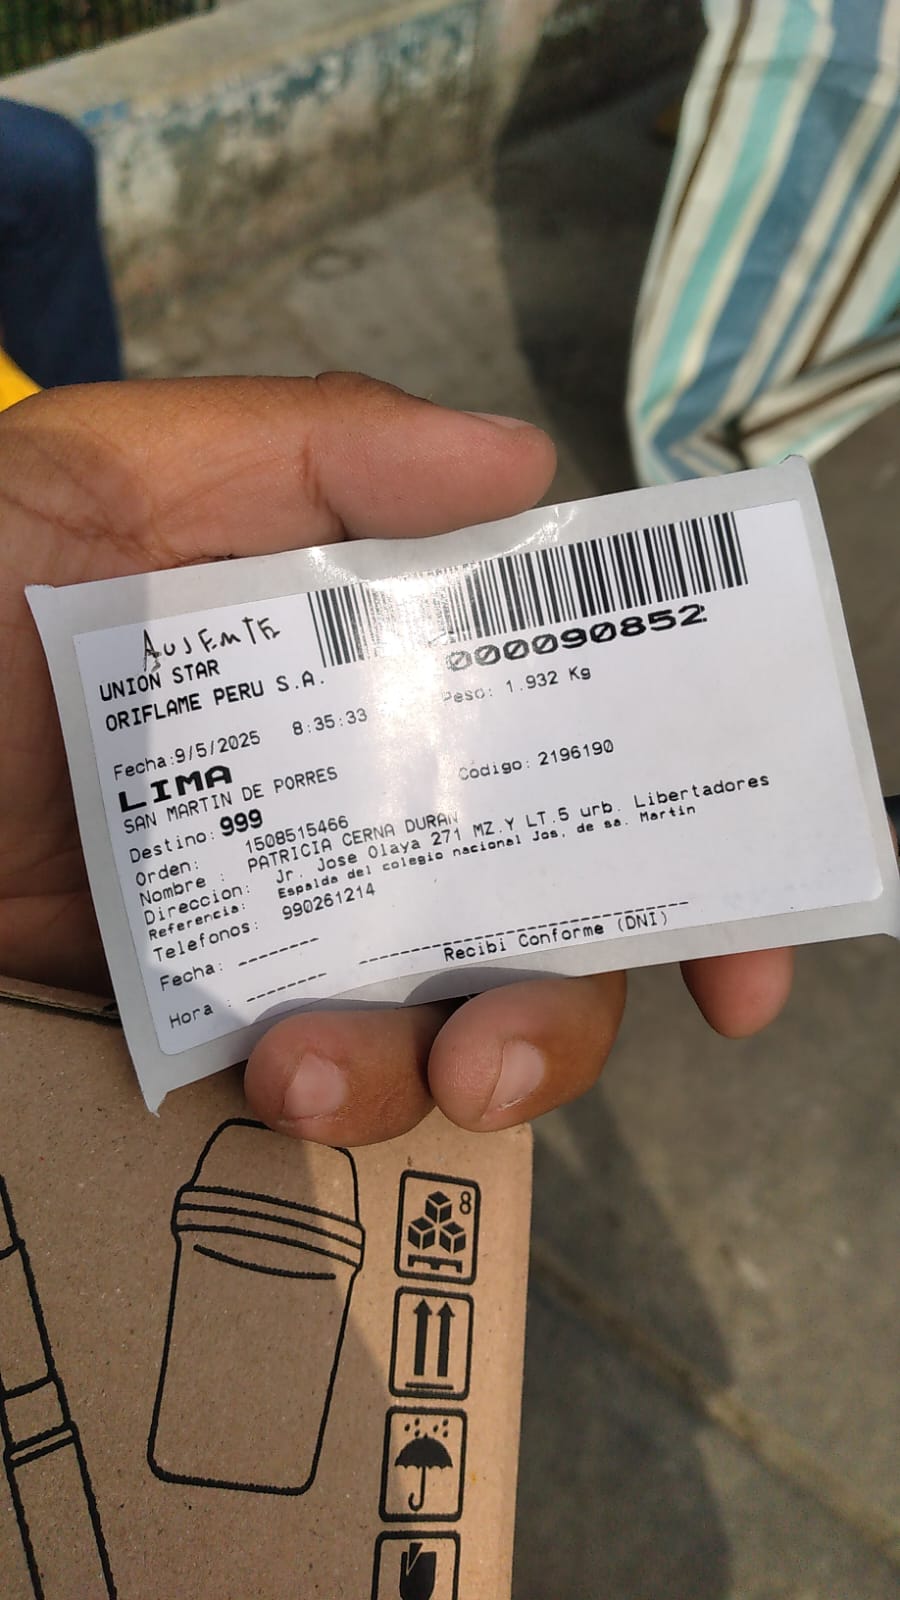 AUSENTE
UNION STAR
000090852
ORIFLAME PERU S.A.
Peso: 1.932 Kg
Fecha:9/5/2025 8:35:33
LIMA
Código: 2196190
SAN MARTIN DE PORRES
Destino: 999
Orden: 1508515466
Nombre : PATRICIA CERNA DURAN
Direccion: Jr. Jose Olaya 271 MZ.Y LT.5 urb. Libertadores
Referencia: Espalda del colegio nacional Jos. de sa. Martin
Telefonos: 990261214
Fecha: --------
Recibi Conforme (DNI)
Hora : --------
8